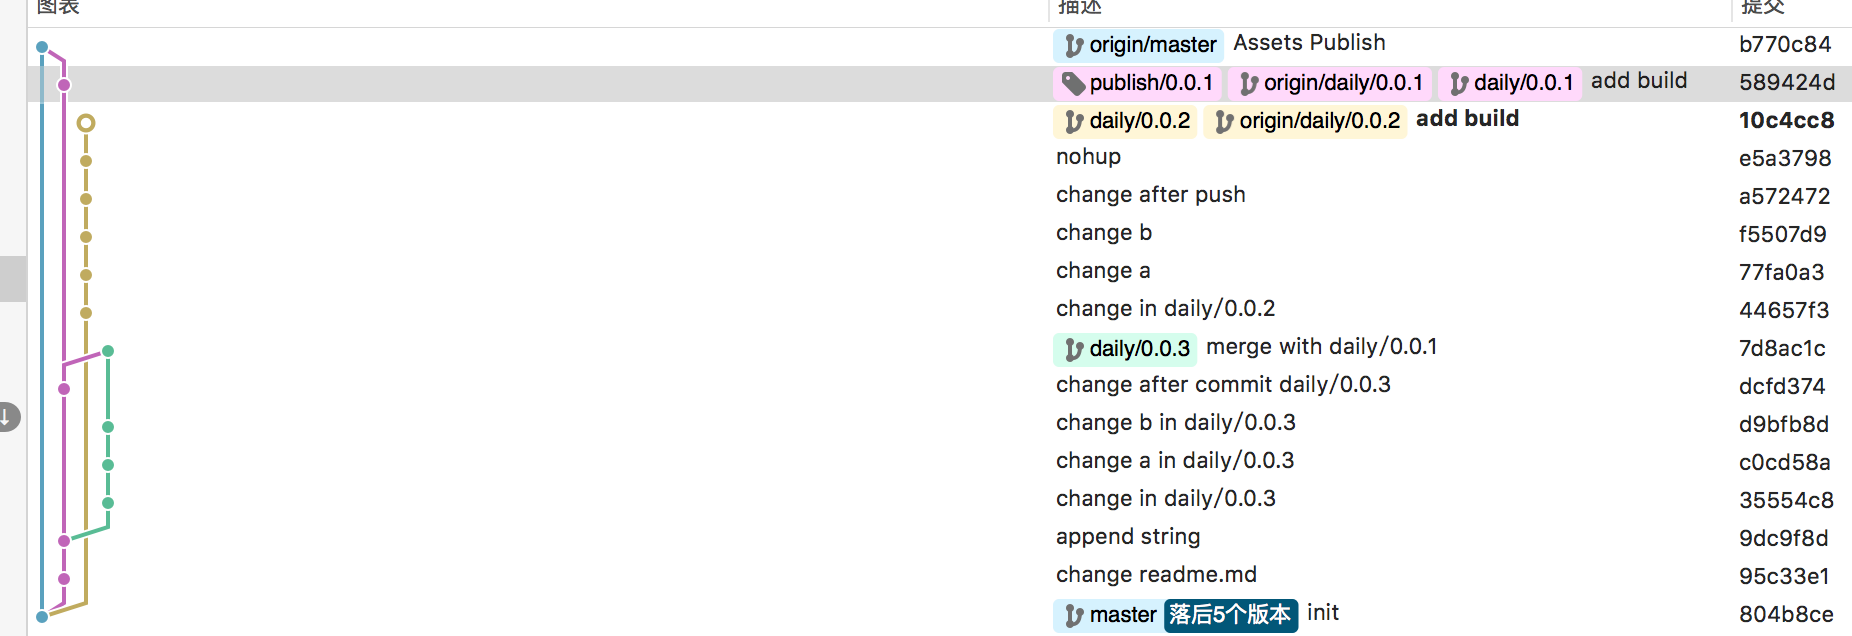 图表 描述 提交
origin/master Assets Publish b770c84
publish/0.0.1 origin/daily/0.0.1 daily/0.0.1 add build 589424d
daily/0.0.2 origin/daily/0.0.2 add build 10c4cc8
nohup e5a3798
change after push a572472
change b f5507d9
change a 77fa0a3
change in daily/0.0.2 44657f3
daily/0.0.3 merge with daily/0.0.1 7d8ac1c
change after commit daily/0.0.3 dcfd374
change b in daily/0.0.3 d9bfb8d
change a in daily/0.0.3 c0cd58a
change in daily/0.0.3 35554c8
append string 9dc9f8d
change readme.md 95c33e1
master 落后5个版本 init 804b8ce